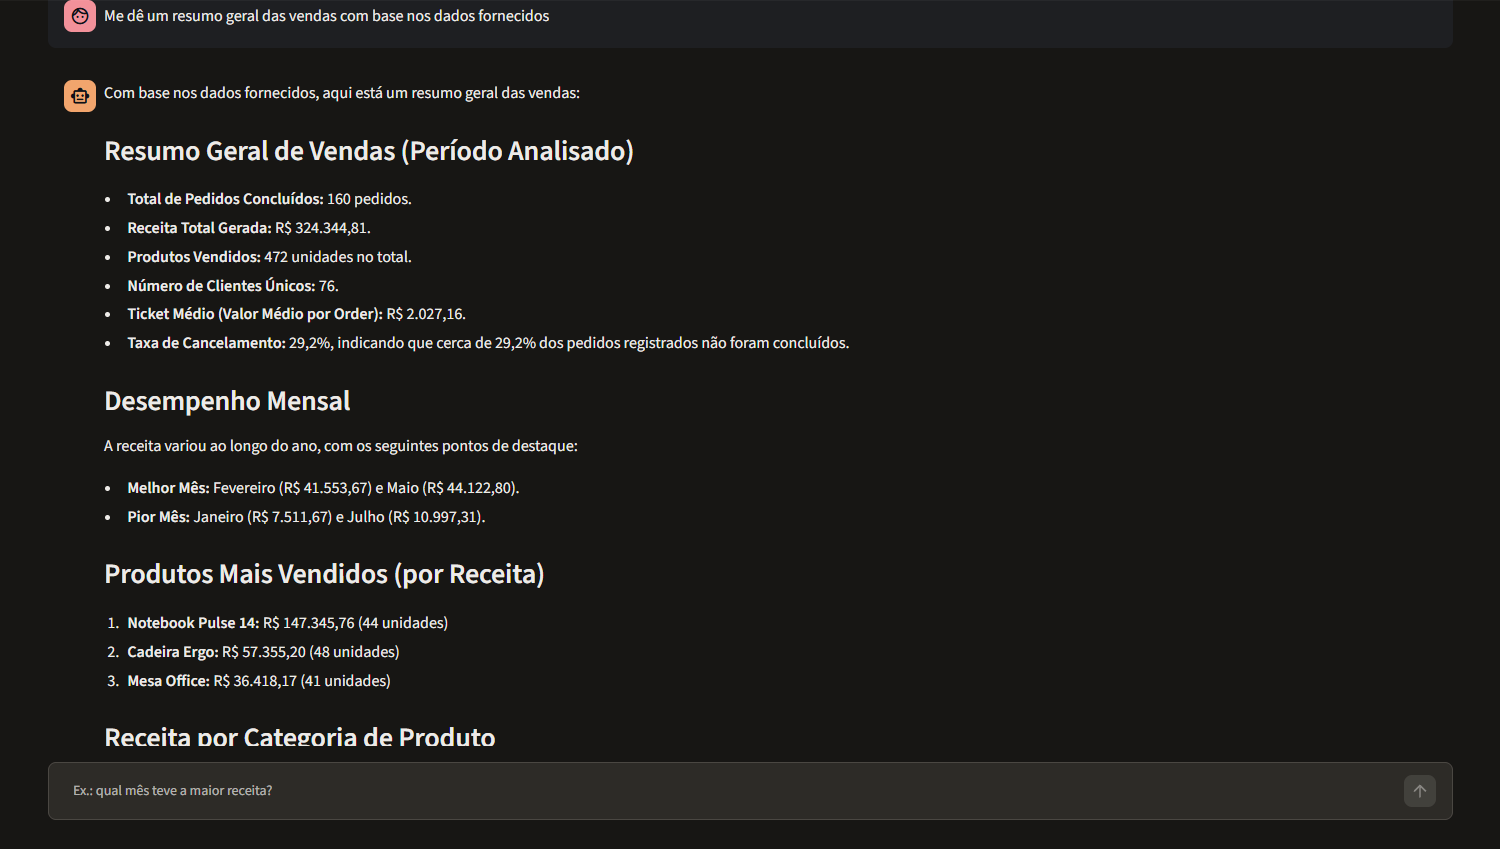 Me dê um resumo geral das vendas com base nos dados fornecidos
Com base nos dados fornecidos, aqui está um resumo geral das vendas:
Resumo Geral de Vendas (Período Analisado)
• Total de Pedidos Concluídos: 160 pedidos.
• Receita Total Gerada: R$ 324.344,81.
• Produtos Vendidos: 472 unidades no total.
• Número de Clientes Únicos: 76.
• Ticket Médio (Valor Médio por Order): R$ 2.027,16.
• Taxa de Cancelamento: 29,2%, indicando que cerca de 29,2% dos pedidos registrados não foram concluídos.
Desempenho Mensal
A receita variou ao longo do ano, com os seguintes pontos de destaque:
• Melhor Mês: Fevereiro (R$ 41.553,67) e Maio (R$ 44.122,80).
• Pior Mês: Janeiro (R$ 7.511,67) e Julho (R$ 10.997,31).
Produtos Mais Vendidos (por Receita)
1. Notebook Pulse 14: R$ 147.345,76 (44 unidades)
2. Cadeira Ergo: R$ 57.355,20 (48 unidades)
3. Mesa Office: R$ 36.418,17 (41 unidades)
Receita por Categoria de Produto
Ex.: qual mês teve a maior receita?